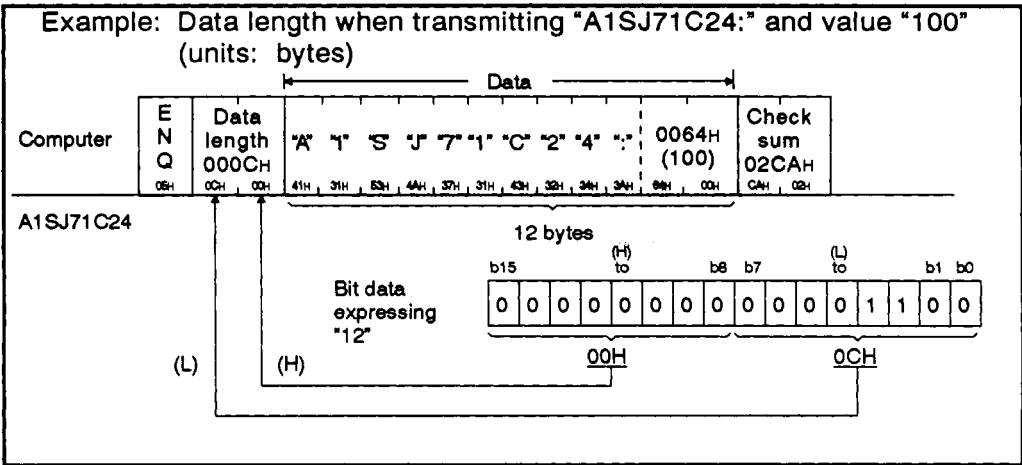 Example: Data length when transmitting "A1SJ71C24:" and value "100"
(units: bytes)
Data
Computer
E
N
Q
05H
Data
length
000CH
0CH 00H
"A" "1" "S" "J" "7" "1" "C" "2" "4" ":"
41H 31H 53H 4AH 37H 31H 43H 32H 34H 3AH
0064H
(100)
64H 00H
Check
sum
02CAH
CAH 02H
A1SJ71C24
12 bytes
(H) (L)
b15 to b8 b7 to b1 b0
Bit data
expressing
"12"
0 0 0 0 0 0 0 0 0 0 0 0 1 1 0 0
00H 0CH
(L) (H)